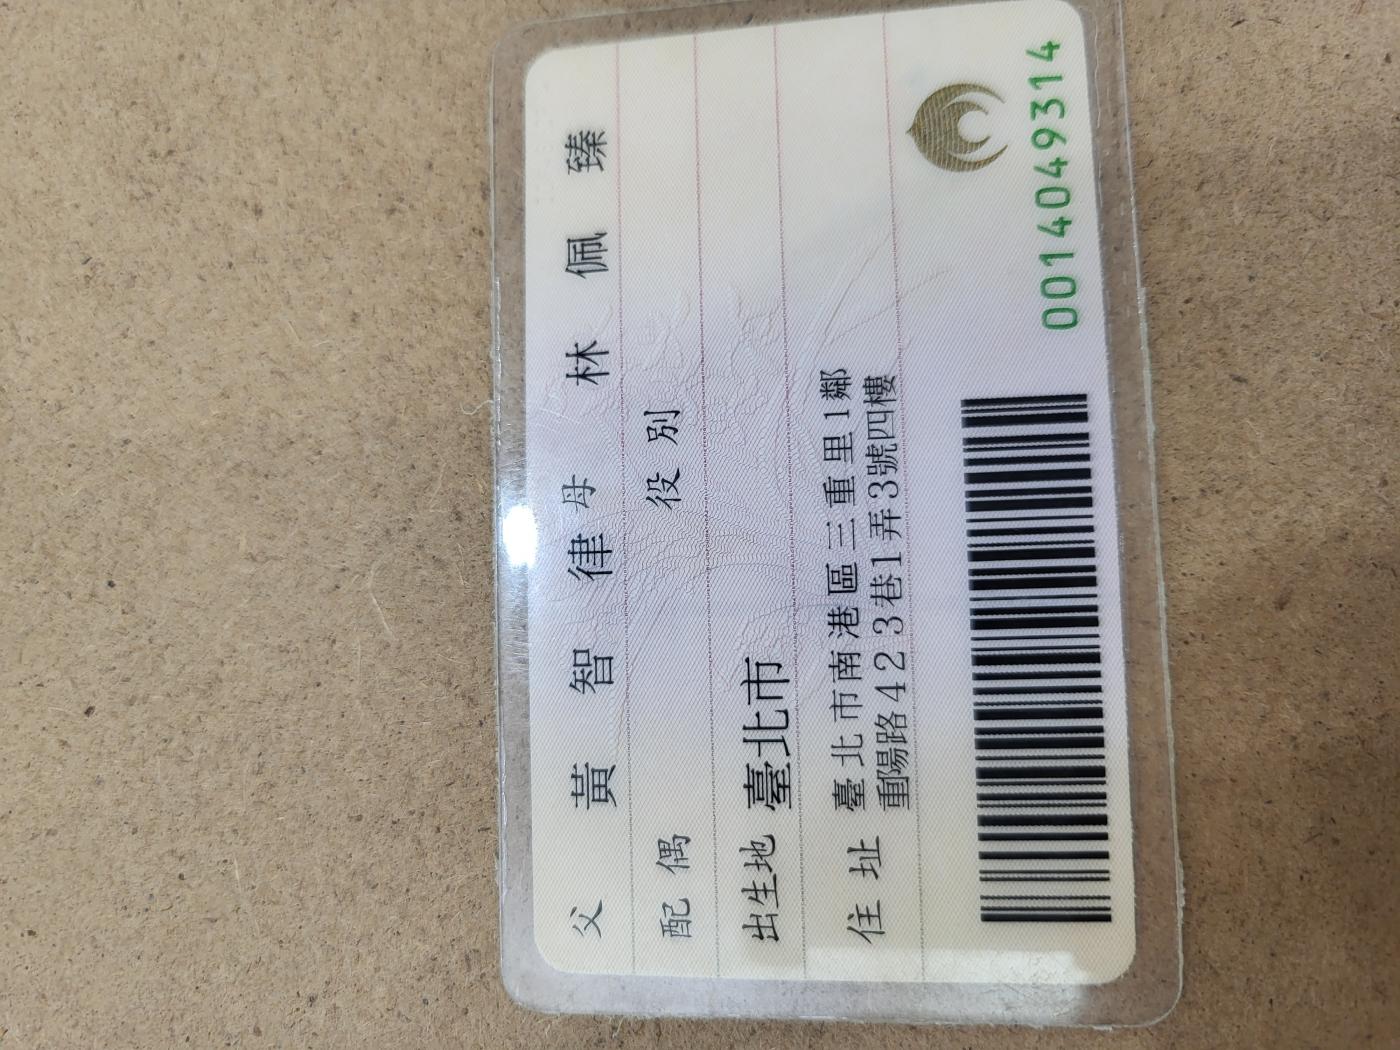 父 黃智律 母 林佩臻
配偶 役別
出生地 臺北市
住址 臺北市南港區三重里1鄰
重陽路423巷1弄3號四樓
0014049314